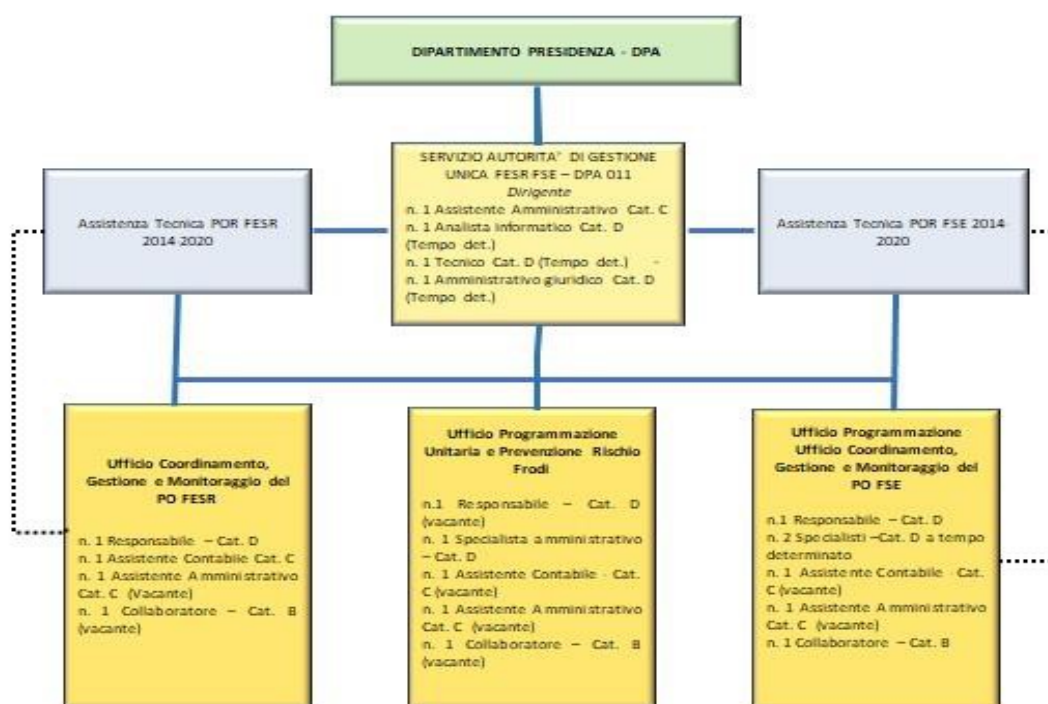 DIPARTIMENTO PRESIDENZA - DPA
SERVIZIO AUTORITA' DI GESTIONE
UNICA FESR FSE – DPA 011
Dirigente
n. 1 Assistente Amministrativo Cat. C
n. 1 Analista informatico Cat. D
(Tempo det.)
n. 1 Tecnico Cat. D (Tempo det.) -
n. 1 Amministrativo giuridico Cat. D
(Tempo det.)
Assistenza Tecnica POR FESR
2014-2020
Assistenza Tecnica POR FSE 2014-
2020
Ufficio Coordinamento,
Gestione e Monitoraggio del
PO FESR
n. 1 Responsabile – Cat. D
n. 1 Assistente Contabile Cat. C
n. 1 Assistente Amministrativo
Cat. C (Vacante)
n. 1 Collaboratore – Cat. B
(vacante)
Ufficio Programmazione
Unitaria e Prevenzione Rischio
Frodi
n.1 Responsabile – Cat. D
(vacante)
n. 1 Specialista amministrativo
– Cat. D
n. 1 Assistente Contabile - Cat.
C (vacante)
n. 1 Assistente Amministrativo
Cat. C (vacante)
n. 1 Collaboratore – Cat. B
(vacante)
Ufficio Programmazione
Ufficio Coordinamento,
Gestione e Monitoraggio del
PO FSE
n.1 Responsabile – Cat. D
n. 2 Specialisti –Cat. D a tempo
determinato
n. 1 Assistente Contabile - Cat.
C (vacante)
n. 1 Assistente Amministrativo
Cat. C (vacante)
n. 1 Collaboratore – Cat. B